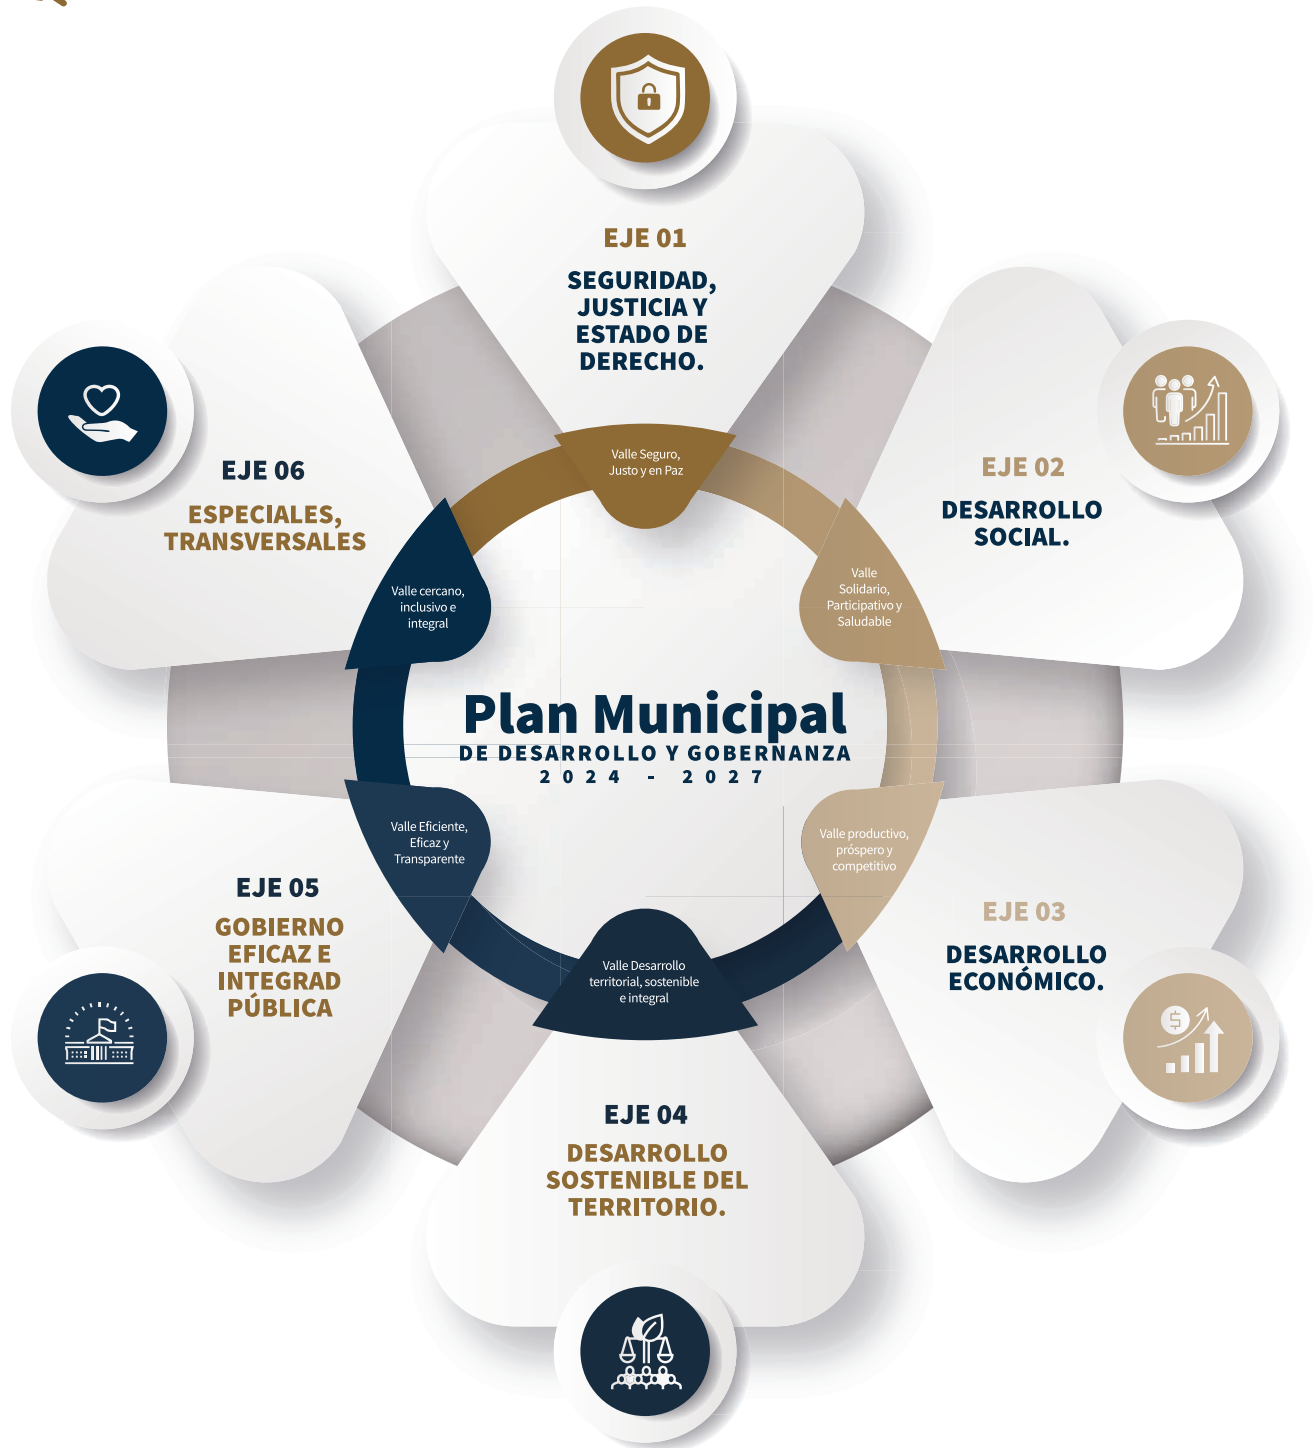 EJE 01
SEGURIDAD,
JUSTICIA Y
ESTADO DE
DERECHO.
Valle Seguro,
Justo y en Paz
EJE 02
DESARROLLO
SOCIAL.
Valle
Solidario,
Participativo y
Saludable
EJE 03
DESARROLLO
ECONÓMICO.
Valle productivo,
próspero y
competitivo
EJE 04
DESARROLLO
SOSTENIBLE DEL
TERRITORIO.
Valle Desarrollo
territorial, sostenible
e integral
EJE 05
GOBIERNO
EFICAZ E
INTEGRAD
PÚBLICA
Valle Eficiente,
Eficaz y
Transparente
EJE 06
ESPECIALES,
TRANSVERSALES
Valle cercano,
inclusivo e
integral
Plan Municipal
DE DESARROLLO Y GOBERNANZA
2024 - 2027
$